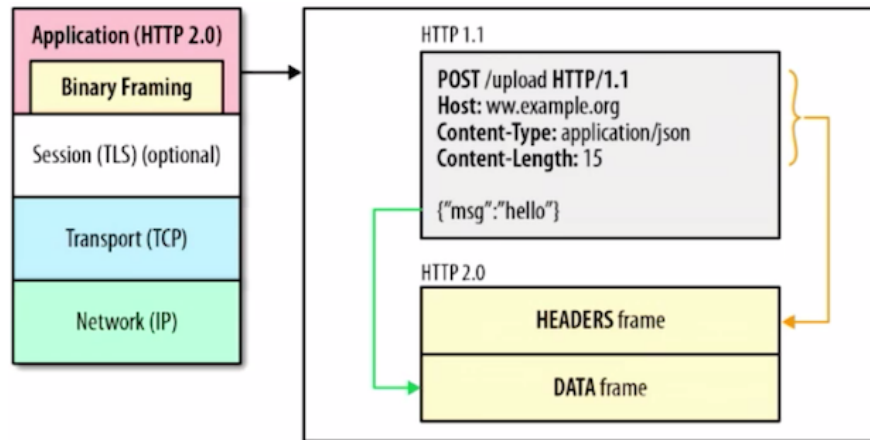 Application (HTTP 2.0)
Binary Framing
Session (TLS) (optional)
Transport (TCP)
Network (IP)
HTTP 1.1
POST /upload HTTP/1.1
Host: ww.example.org
Content-Type: application/json
Content-Length: 15
{"msg":"hello"}
HTTP 2.0
HEADERS frame
DATA frame